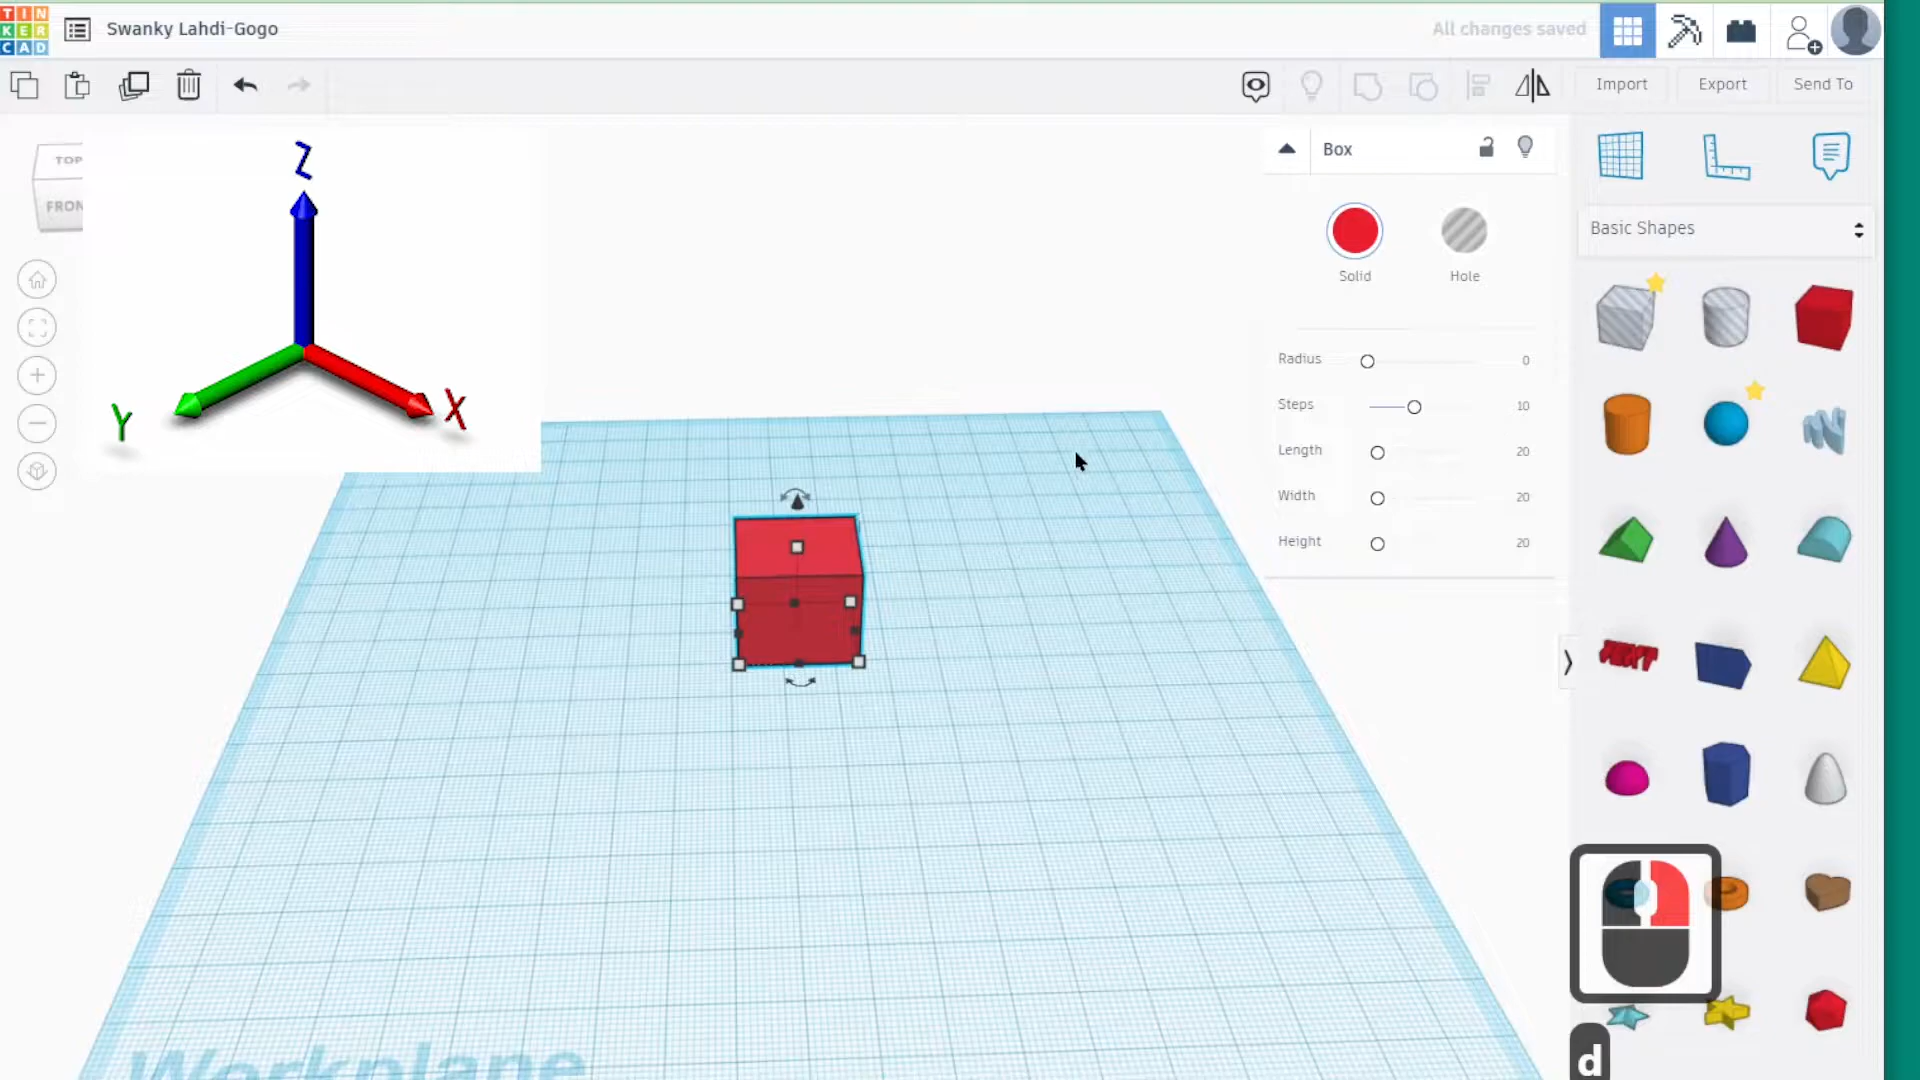 TIN
KER
CAD
Swanky Lahdi-Gogo
All changes saved
Import
Export
Send To
TOP
FRON
Z
Y
X
Box
Solid
Hole
Radius 0
Steps 10
Length 20
Width 20
Height 20
Basic Shapes
TEXT
Workplane
d